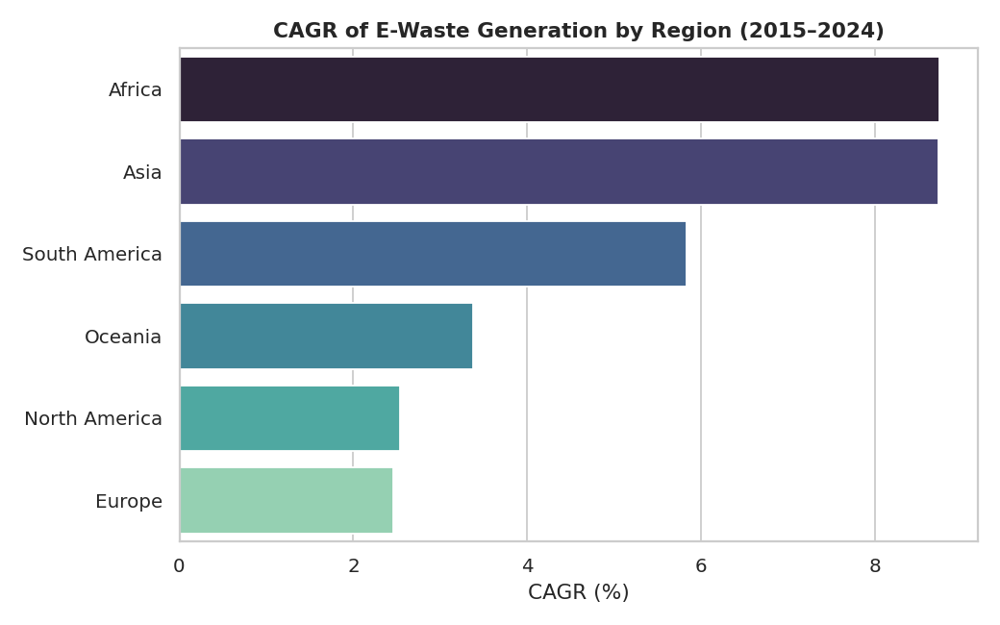 CAGR of E-Waste Generation by Region (2015–2024)
Africa
Asia
South America
Oceania
North America
Europe
0 2 4 6 8
CAGR (%)